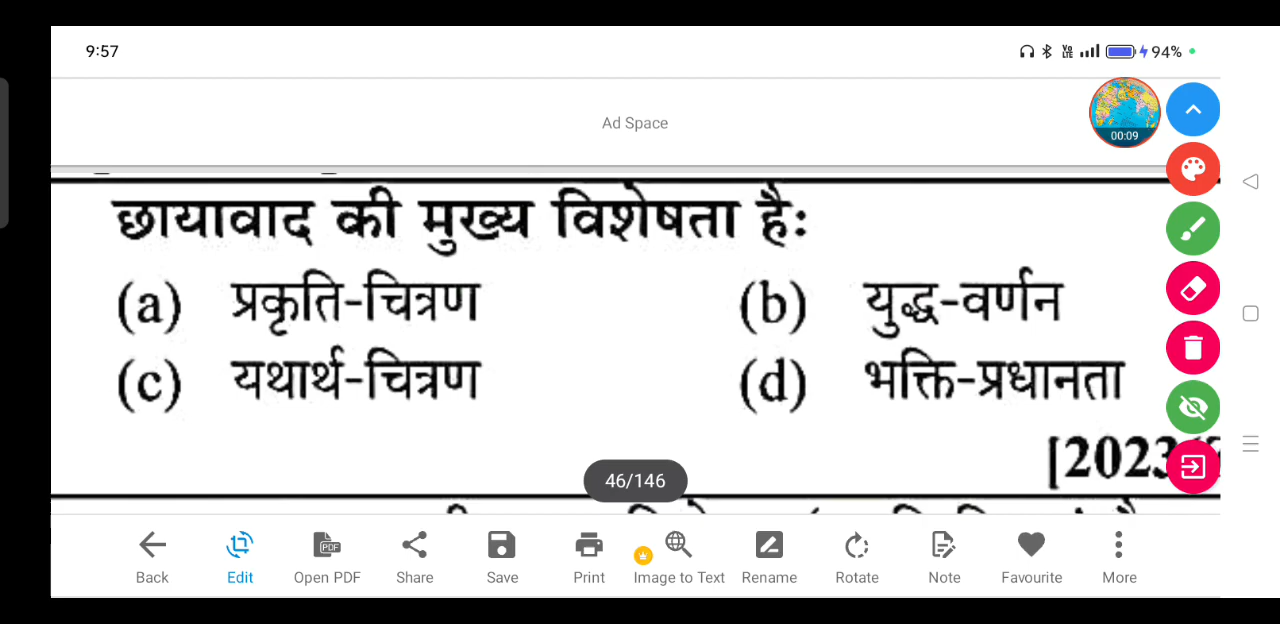 9:57
94%
Ad Space
00:09
छायावाद की मुख्य विशेषता हैः
(a) प्रकृति-चित्रण (b) युद्ध-वर्णन
(c) यथार्थ-चित्रण (d) भक्ति-प्रधानता
[2023
46/146
PDF
Back Edit Open PDF Share Save Print Image to Text Rename Rotate Note Favourite More